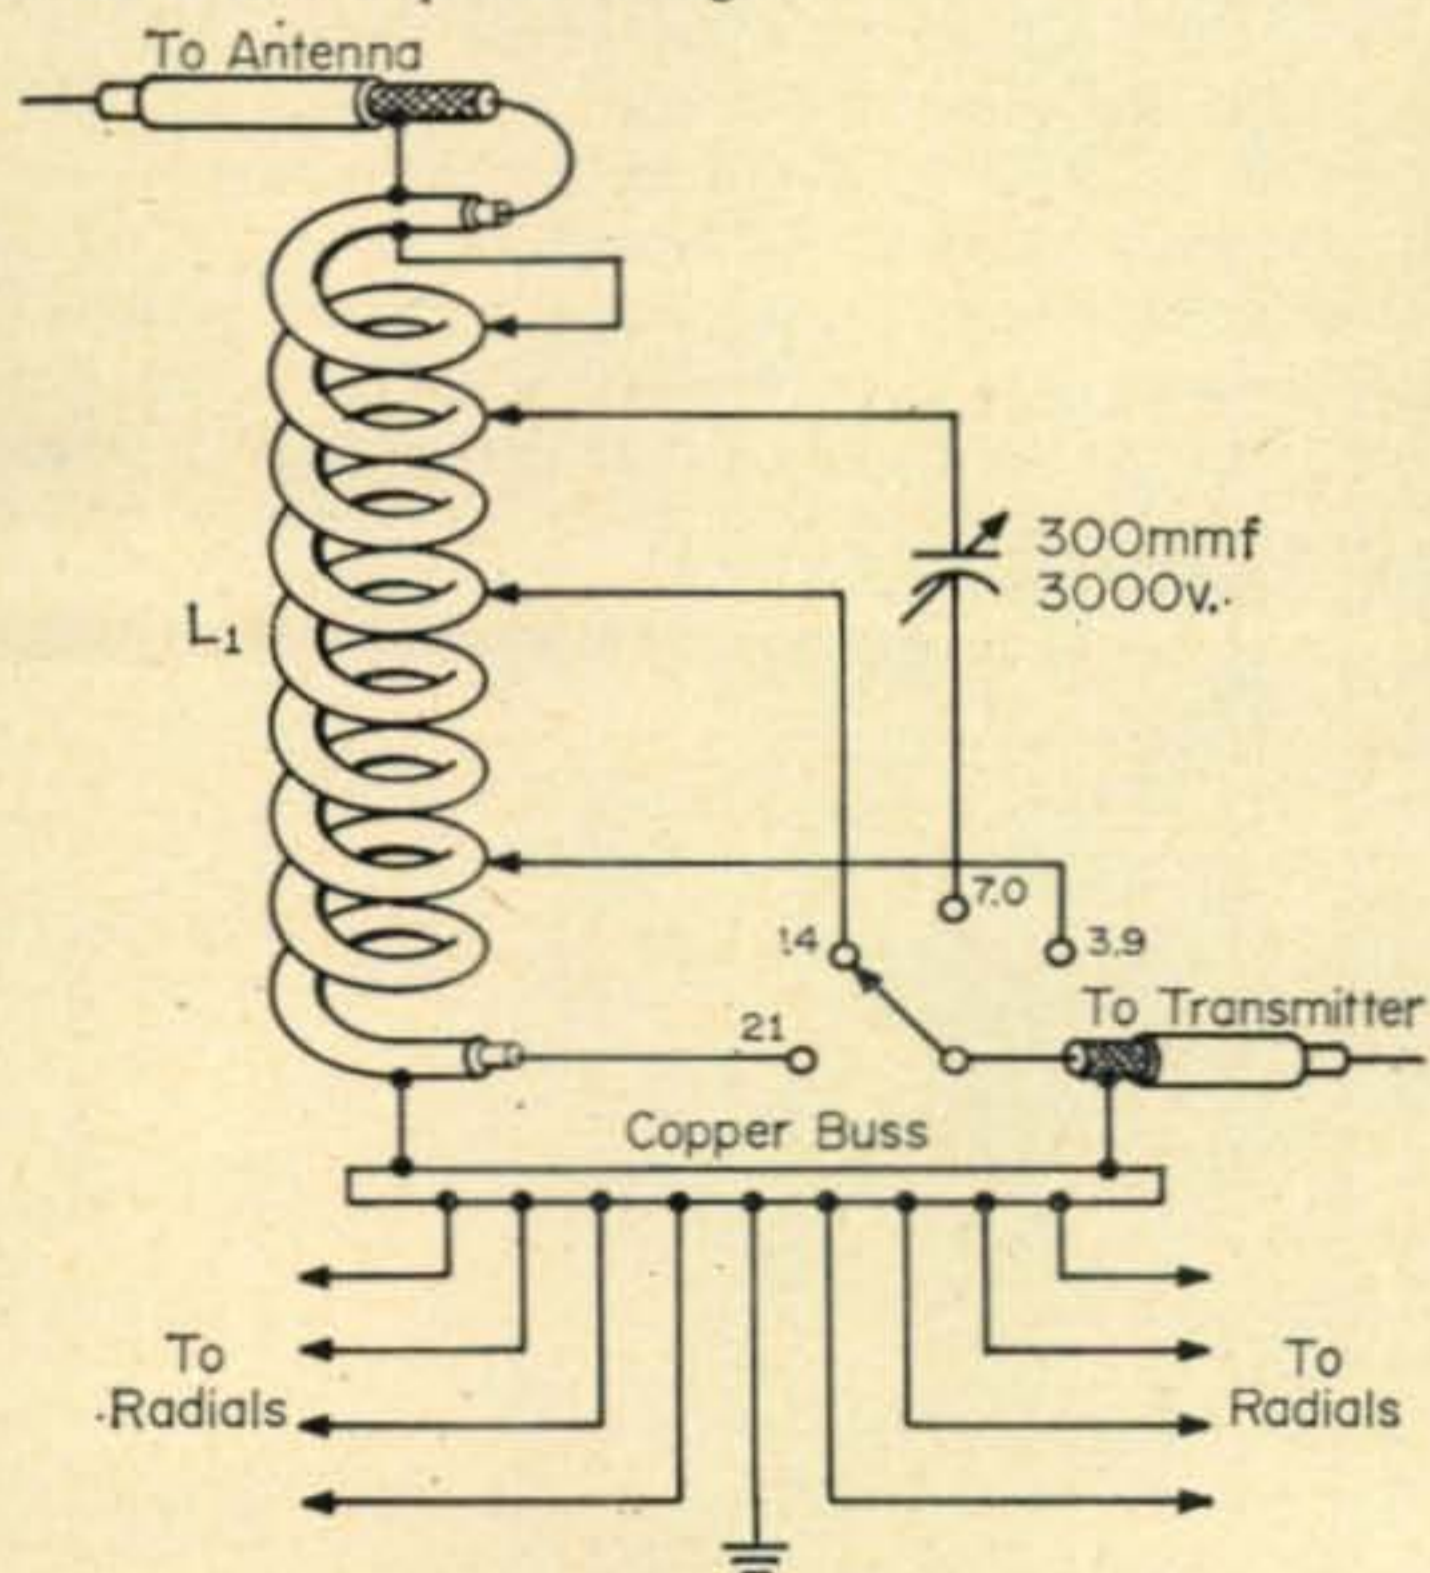 To Antenna
300mmf
3000v.
L1
7.0
14
3.9
To Transmitter
21
Copper Buss
To
Radials
To
Radials